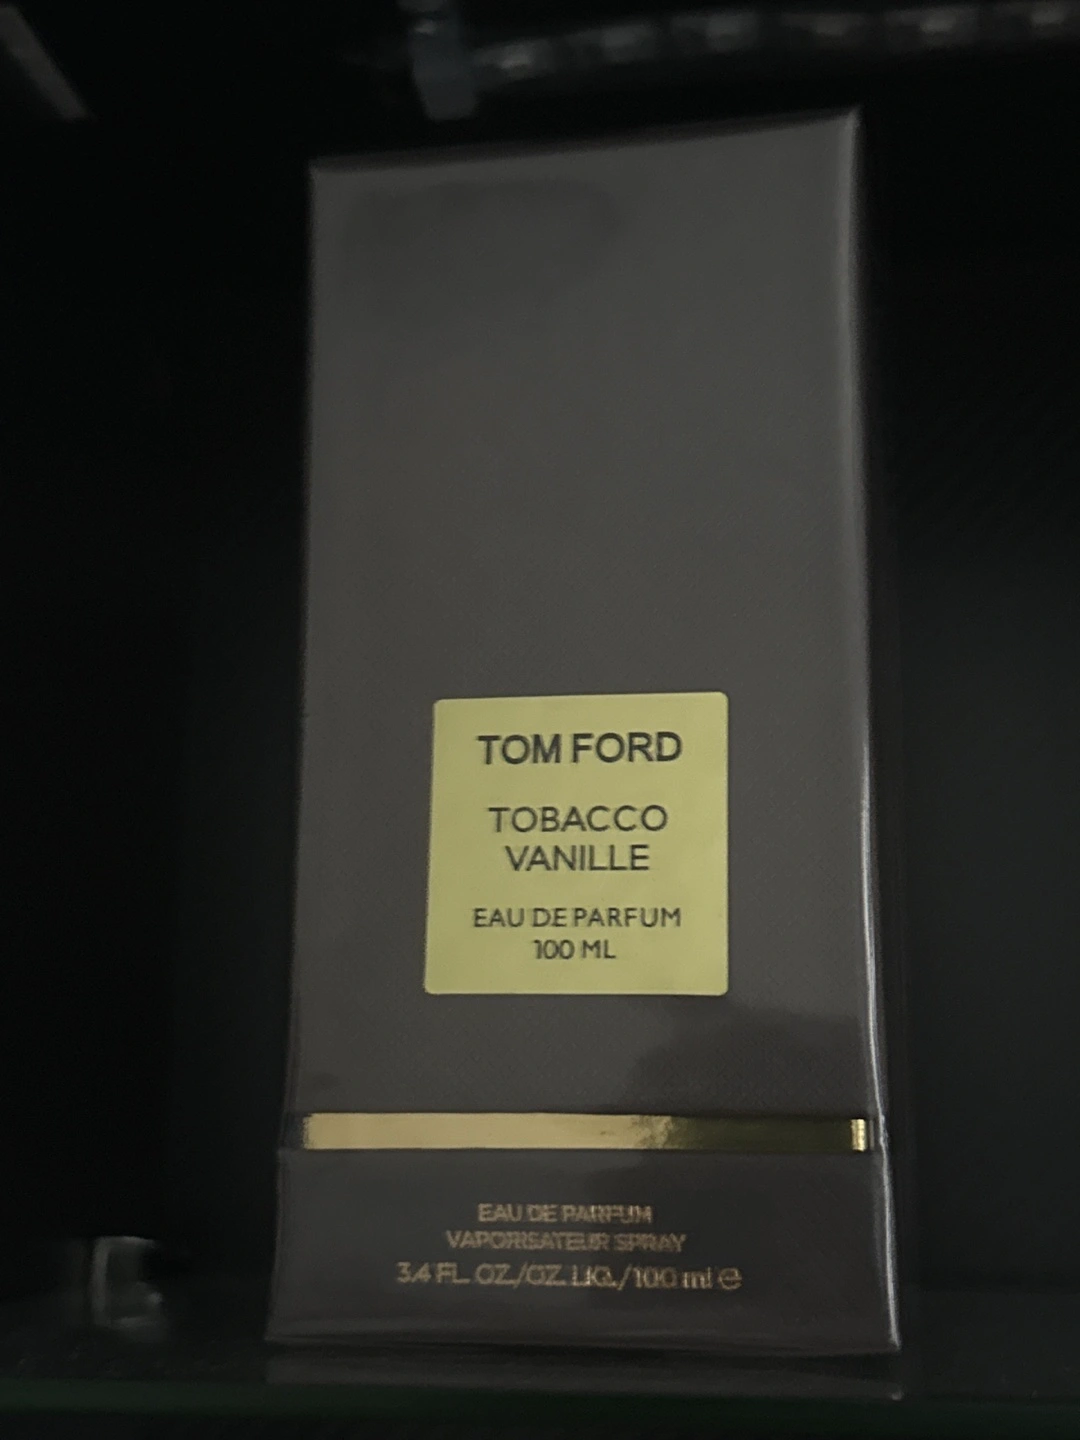 TOM FORD
TOBACCO
VANILLE
EAU DE PARFUM
100 ML
EAU DE PARFUM
VAPORISATEUR SPRAY
3.4 FL. OZ./OZ. LIQ./100 ml ℮